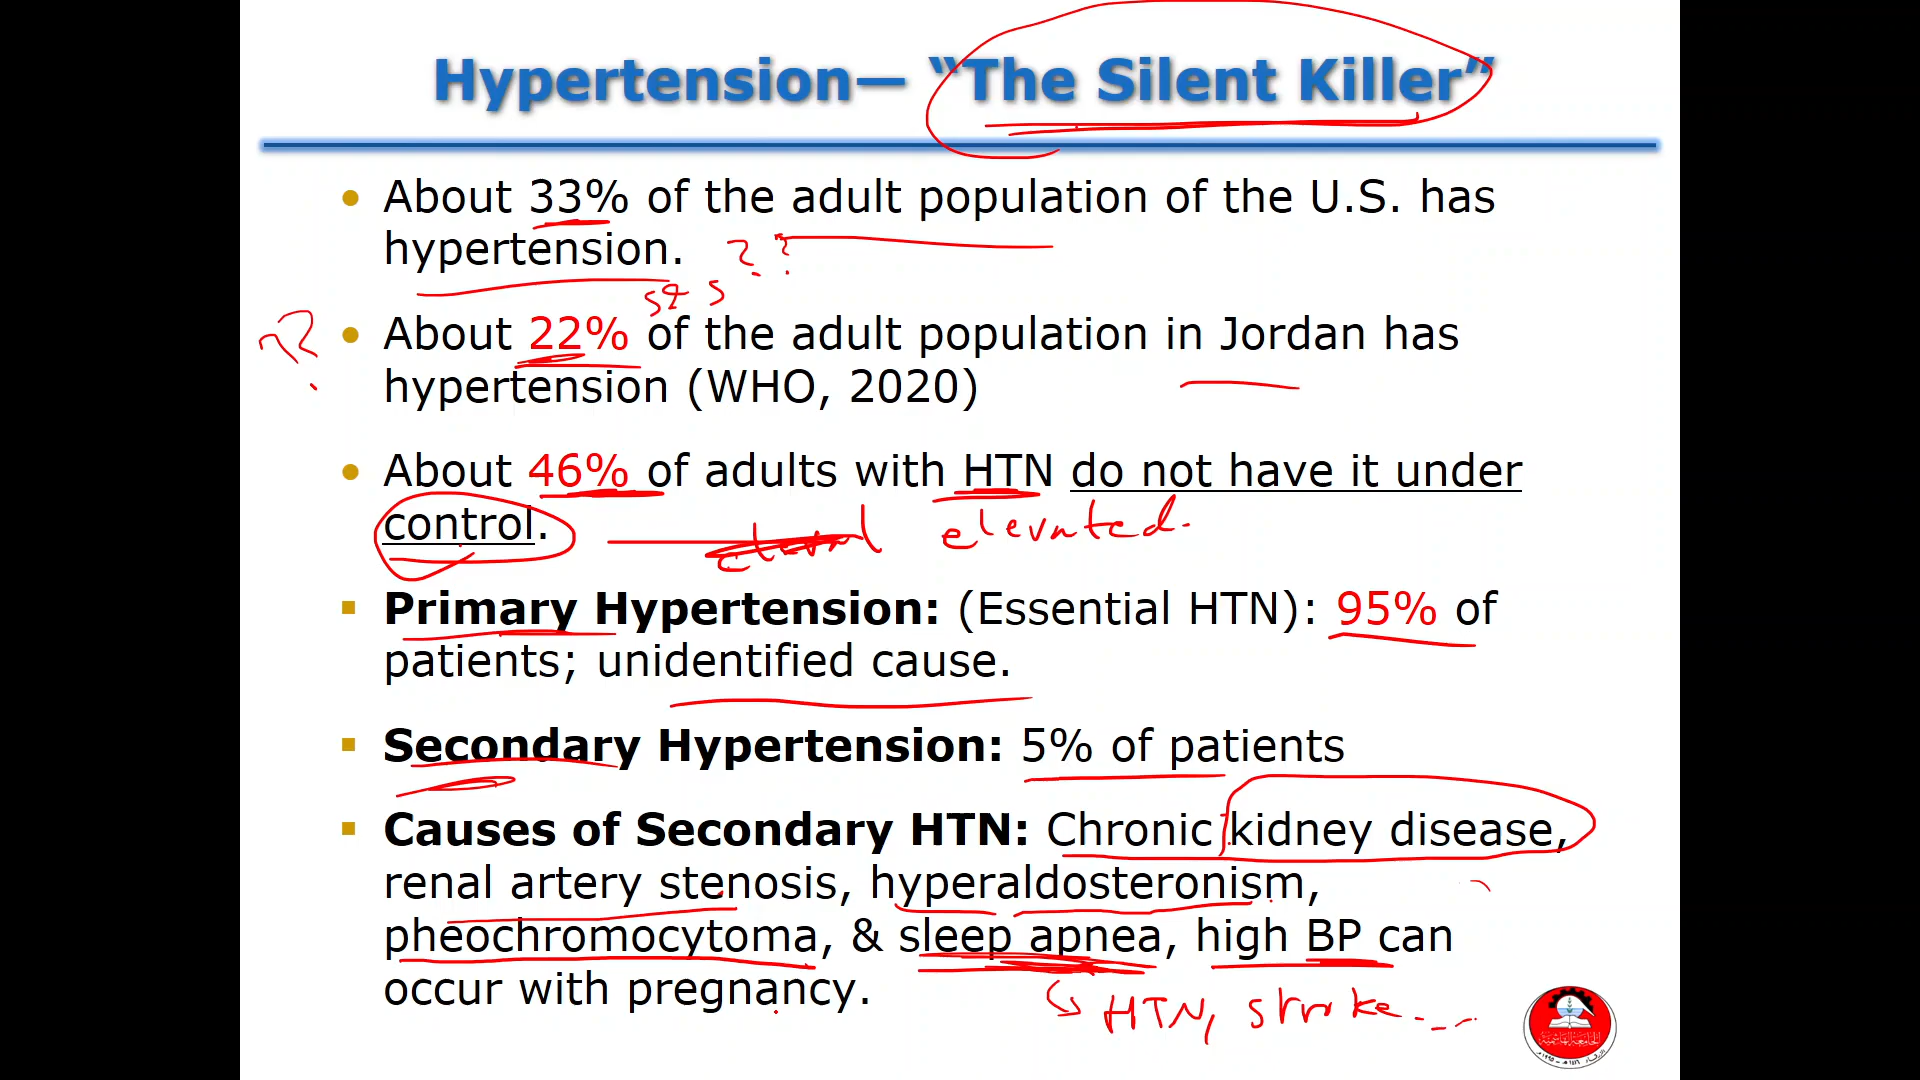 Hypertension— “The Silent Killer”
• About 33% of the adult population of the U.S. has
hypertension. ? ?
? • About 22% of the adult population in Jordan has
hypertension (WHO, 2020)
• About 46% of adults with HTN do not have it under
control. elevated.
▪ Primary Hypertension: (Essential HTN): 95% of
patients; unidentified cause.
▪ Secondary Hypertension: 5% of patients
▪ Causes of Secondary HTN: Chronic kidney disease,
renal artery stenosis, hyperaldosteronism,
pheochromocytoma, & sleep apnea, high BP can
occur with pregnancy.
HTN, stroke...
الجامعة الهاشمية